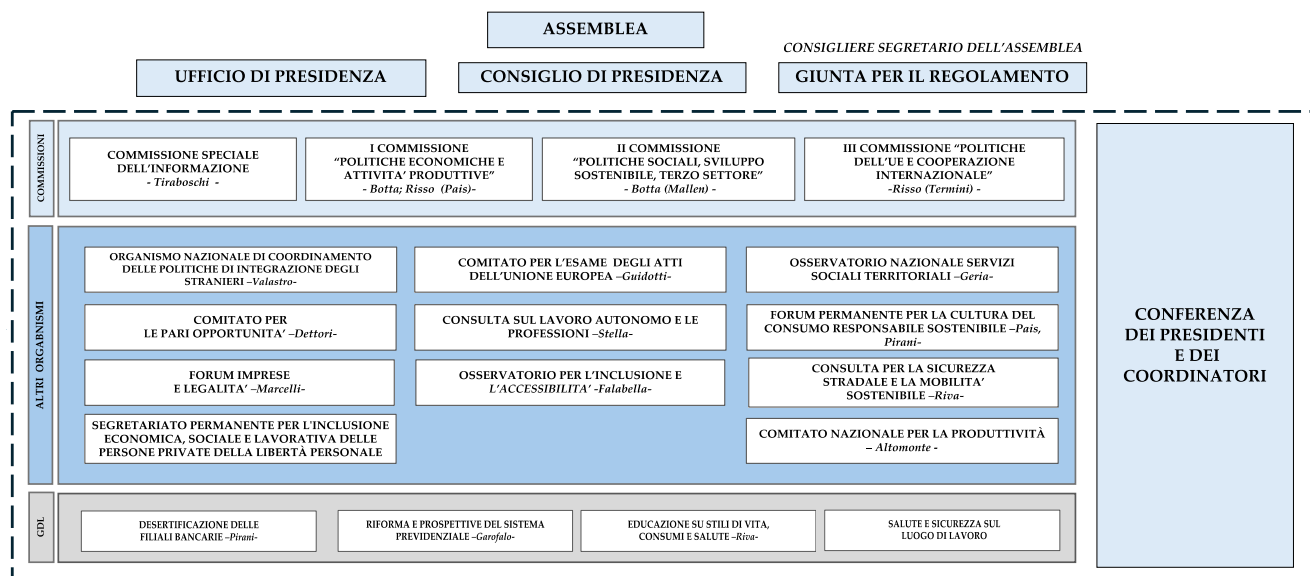 ASSEMBLEA
CONSIGLIERE SEGRETARIO DELL'ASSEMBLEA
UFFICIO DI PRESIDENZA
CONSIGLIO DI PRESIDENZA
GIUNTA PER IL REGOLAMENTO
COMMISSIONI
COMMISSIONE SPECIALE
DELL'INFORMAZIONE
- Tiraboschi -
I COMMISSIONE
“POLITICHE ECONOMICHE E
ATTIVITA' PRODUTTIVE”
- Botta; Risso (Pais)-
II COMMISSIONE
“POLITICHE SOCIALI, SVILUPPO
SOSTENIBILE, TERZO SETTORE”
- Botta (Mallen) -
III COMMISSIONE “POLITICHE
DELL'UE E COOPERAZIONE
INTERNAZIONALE”
-Risso (Termini) -
ALTRI ORGABNISMI
ORGANISMO NAZIONALE DI COORDINAMENTO
DELLE POLITICHE DI INTEGRAZIONE DEGLI
STRANIERI –Valastro-
COMITATO PER L'ESAME DEGLI ATTI
DELL'UNIONE EUROPEA –Guidotti-
OSSERVATORIO NAZIONALE SERVIZI
SOCIALI TERRITORIALI –Geria-
COMITATO PER
LE PARI OPPORTUNITA' –Dettori-
CONSULTA SUL LAVORO AUTONOMO E LE
PROFESSIONI –Stella-
FORUM PERMANENTE PER LA CULTURA DEL
CONSUMO RESPONSABILE SOSTENIBILE –Pais,
Pirani-
FORUM IMPRESE
E LEGALITA' –Marcelli-
OSSERVATORIO PER L'INCLUSIONE E
L'ACCESSIBILITA' -Falabella-
CONSULTA PER LA SICUREZZA
STRADALE E LA MOBILITA'
SOSTENIBILE –Riva-
SEGRETARIATO PERMANENTE PER L'INCLUSIONE
ECONOMICA, SOCIALE E LAVORATIVA DELLE
PERSONE PRIVATE DELLA LIBERTÀ PERSONALE
COMITATO NAZIONALE PER LA PRODUTTIVITÀ
– Altomonte -
GDL
DESERTIFICAZIONE DELLE
FILIALI BANCARIE –Pirani-
RIFORMA E PROSPETTIVE DEL SISTEMA
PREVIDENZIALE –Garofalo-
EDUCAZIONE SU STILI DI VITA,
CONSUMI E SALUTE –Riva-
SALUTE E SICUREZZA SUL
LUOGO DI LAVORO
CONFERENZA
DEI PRESIDENTI
E DEI
COORDINATORI